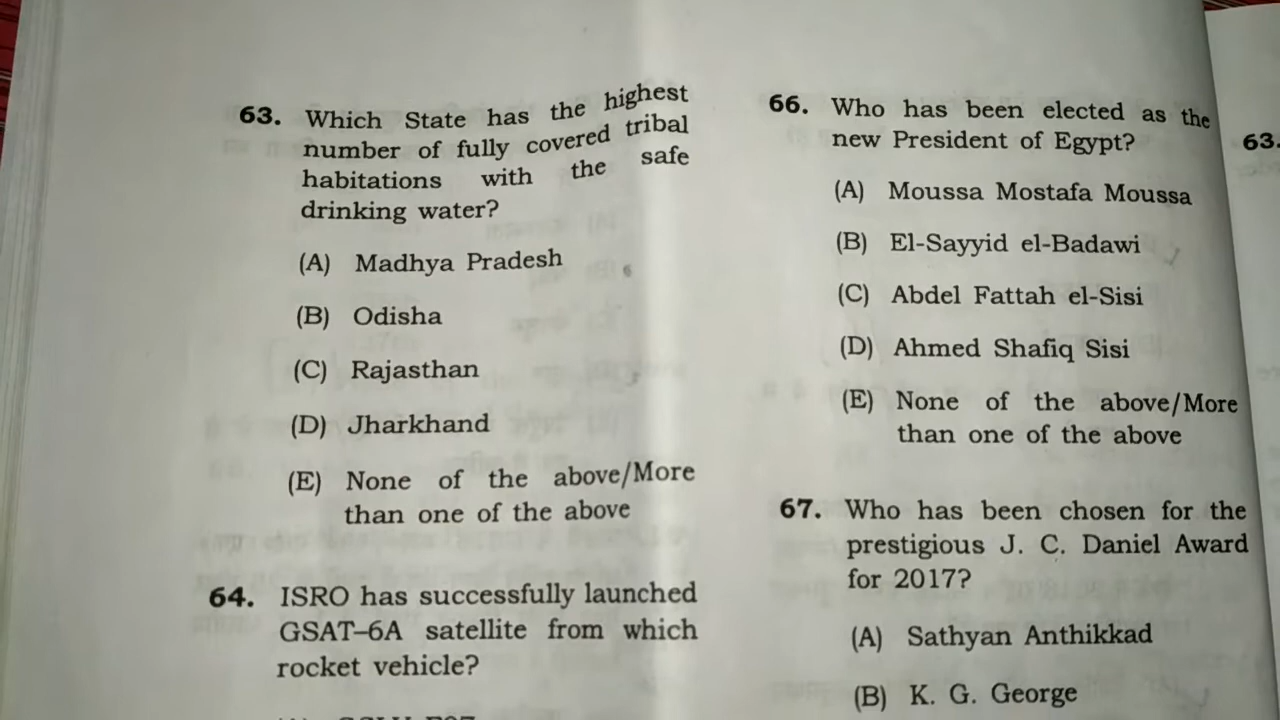 63. Which State has the highest
number of fully covered tribal
habitations with the safe
drinking water?
(A) Madhya Pradesh
(B) Odisha
(C) Rajasthan
(D) Jharkhand
(E) None of the above/More
than one of the above
64. ISRO has successfully launched
GSAT–6A satellite from which
rocket vehicle?
66. Who has been elected as the
new President of Egypt?
(A) Moussa Mostafa Moussa
(B) El-Sayyid el-Badawi
(C) Abdel Fattah el-Sisi
(D) Ahmed Shafiq Sisi
(E) None of the above/More
than one of the above
67. Who has been chosen for the
prestigious J. C. Daniel Award
for 2017?
(A) Sathyan Anthikkad
(B) K. G. George
63.